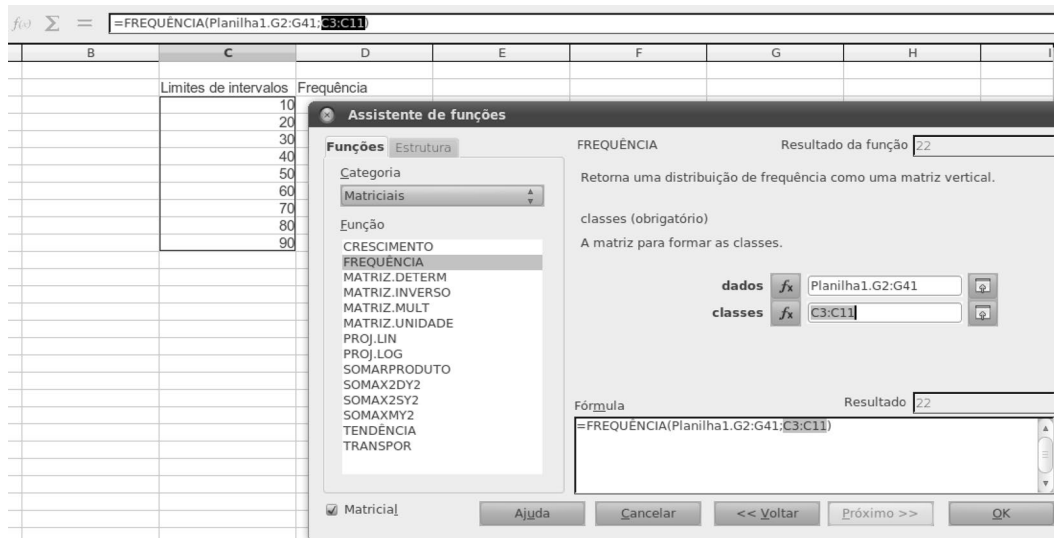 f(x) Σ = =FREQUÊNCIA(Planilha1.G2:G41;C3:C11)
B C D E F G H I
Limites de intervalos Frequência
10
20
30
40
50
60
70
80
90
Assistente de funções
Funções Estrutura
Categoria
Matriciais
Função
CRESCIMENTO
FREQUÊNCIA
MATRIZ.DETERM
MATRIZ.INVERSO
MATRIZ.MULT
MATRIZ.UNIDADE
PROJ.LIN
PROJ.LOG
SOMARPRODUTO
SOMAX2DY2
SOMAX2SY2
SOMAXMY2
TENDÊNCIA
TRANSPOR
Matricial
FREQUÊNCIA Resultado da função 22
Retorna uma distribuição de frequência como uma matriz vertical.
classes (obrigatório)
A matriz para formar as classes.
dados fx Planilha1.G2:G41
classes fx C3:C11
Fórmula Resultado 22
=FREQUÊNCIA(Planilha1.G2:G41;C3:C11)
Ajuda Cancelar << Voltar Próximo >> OK